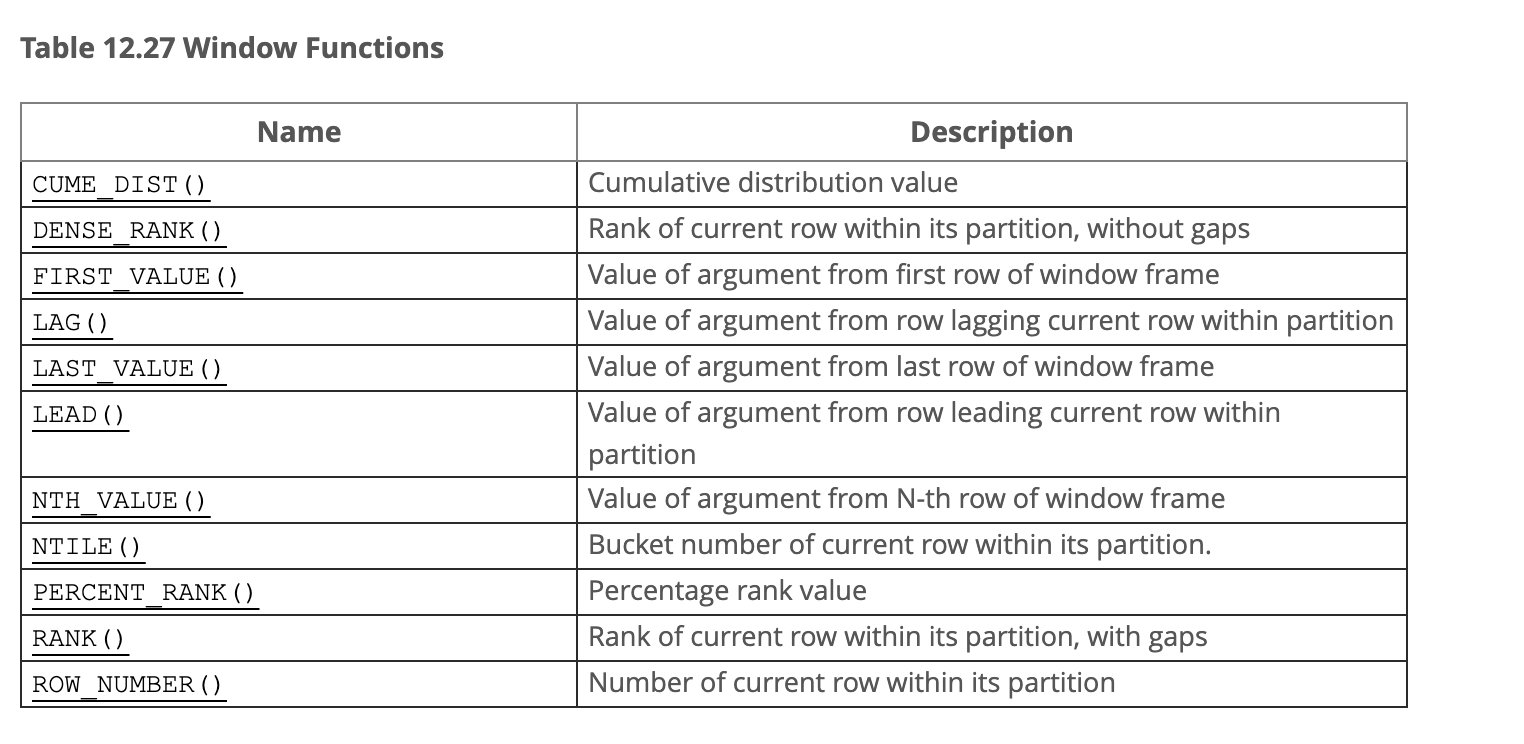 Table 12.27 Window Functions
Name Description
CUME_DIST() Cumulative distribution value
DENSE_RANK() Rank of current row within its partition, without gaps
FIRST_VALUE() Value of argument from first row of window frame
LAG() Value of argument from row lagging current row within partition
LAST_VALUE() Value of argument from last row of window frame
LEAD() Value of argument from row leading current row within
partition
NTH_VALUE() Value of argument from N-th row of window frame
NTILE() Bucket number of current row within its partition.
PERCENT_RANK() Percentage rank value
RANK() Rank of current row within its partition, with gaps
ROW_NUMBER() Number of current row within its partition